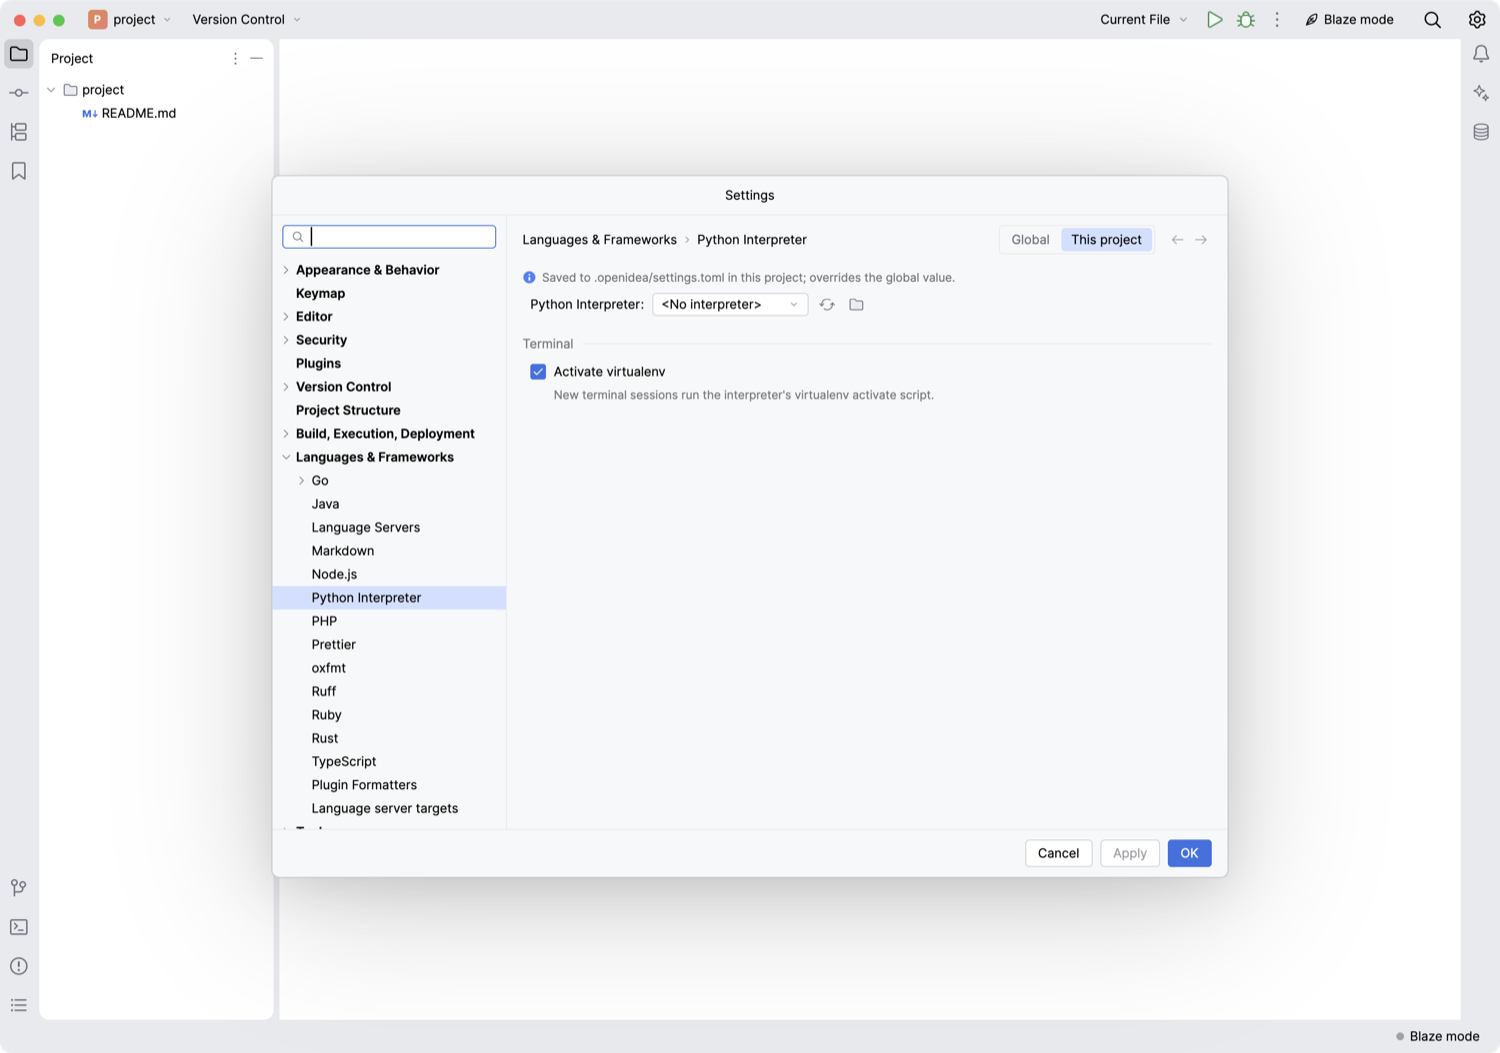 P project Version Control Current File Blaze mode
Project
project
M↓ README.md
Settings
Languages & Frameworks › Python Interpreter Global This project
Saved to .openidea/settings.toml in this project; overrides the global value.
Python Interpreter: <No interpreter>
Terminal
Activate virtualenv
New terminal sessions run the interpreter's virtualenv activate script.
Appearance & Behavior
Keymap
Editor
Security
Plugins
Version Control
Project Structure
Build, Execution, Deployment
Languages & Frameworks
Go
Java
Language Servers
Markdown
Node.js
Python Interpreter
PHP
Prettier
oxfmt
Ruff
Ruby
Rust
TypeScript
Plugin Formatters
Language server targets
Cancel Apply OK
Blaze mode